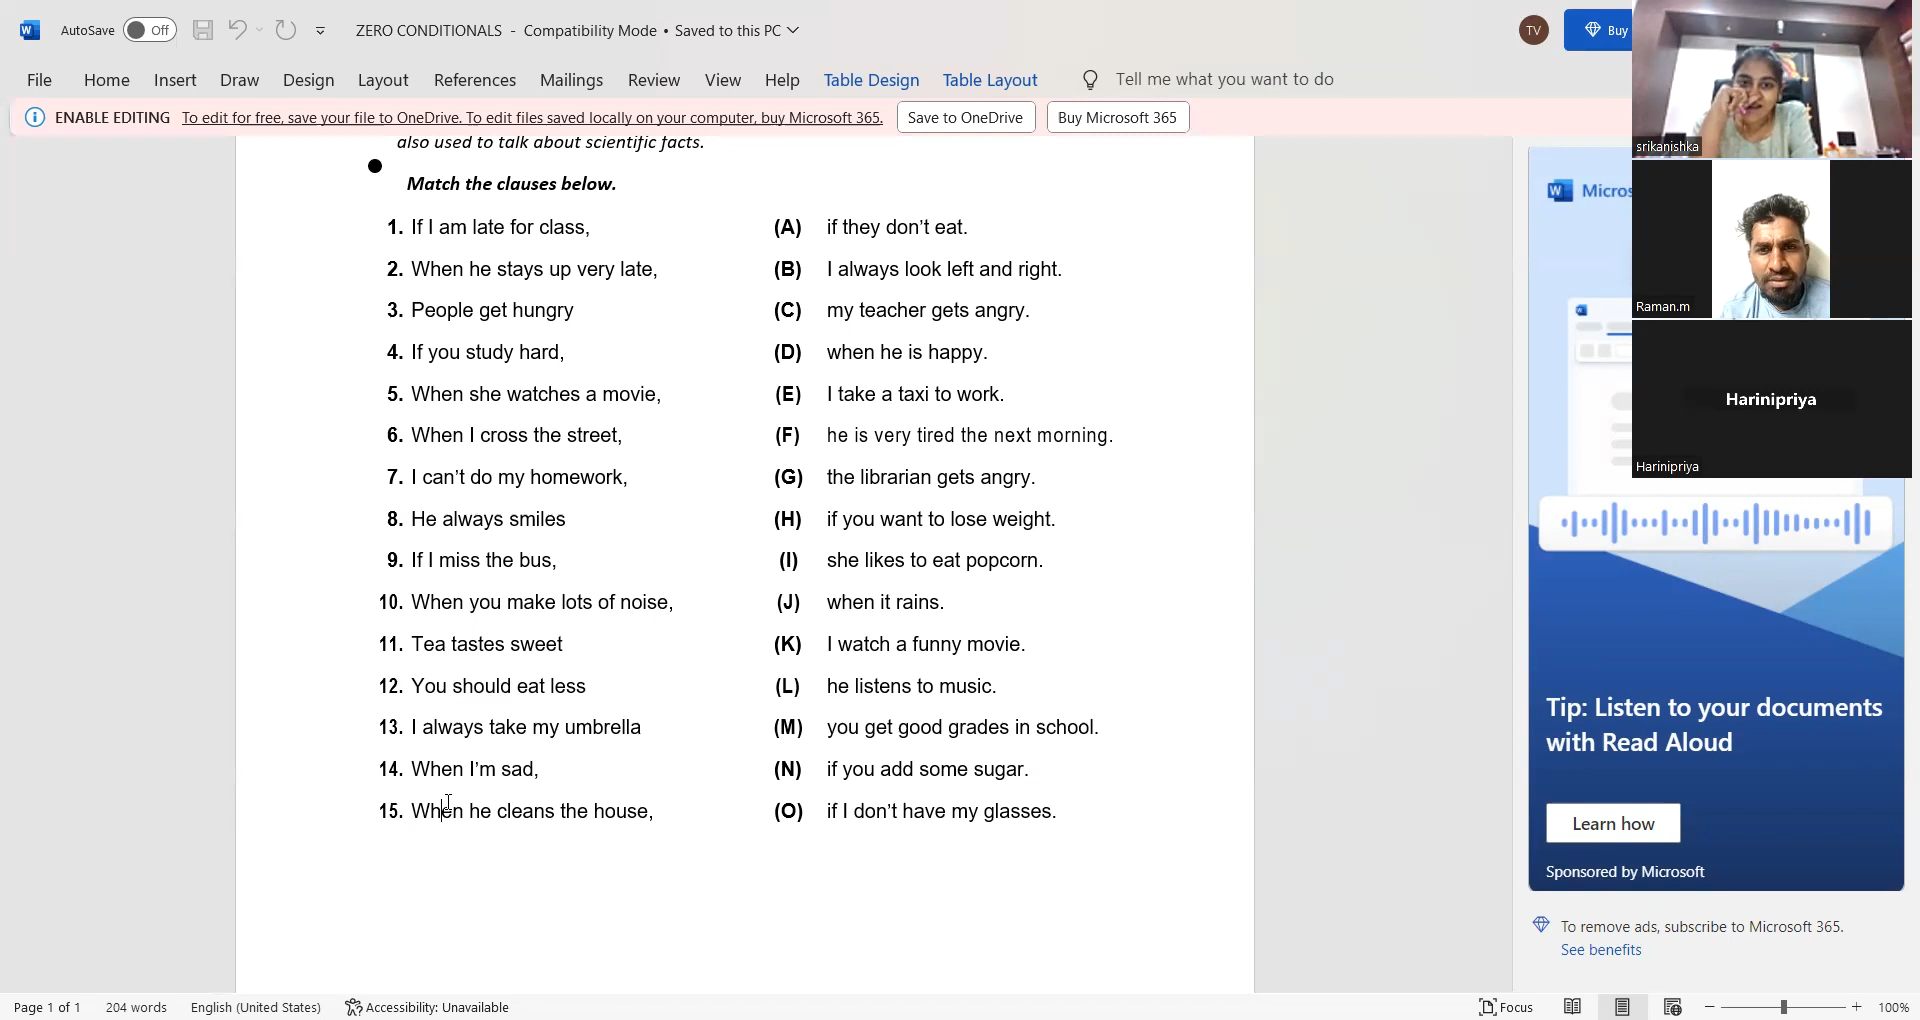 AutoSave Off ZERO CONDITIONALS - Compatibility Mode • Saved to this PC TV Buy
File Home Insert Draw Design Layout References Mailings Review View Help Table Design Table Layout Tell me what you want to do
ENABLE EDITING To edit for free, save your file to OneDrive. To edit files saved locally on your computer, buy Microsoft 365. Save to OneDrive Buy Microsoft 365
also used to talk about scientific facts.
Match the clauses below.
1. If I am late for class, (A) if they don’t eat.
2. When he stays up very late, (B) I always look left and right.
3. People get hungry (C) my teacher gets angry.
4. If you study hard, (D) when he is happy.
5. When she watches a movie, (E) I take a taxi to work.
6. When I cross the street, (F) he is very tired the next morning.
7. I can’t do my homework, (G) the librarian gets angry.
8. He always smiles (H) if you want to lose weight.
9. If I miss the bus, (I) she likes to eat popcorn.
10. When you make lots of noise, (J) when it rains.
11. Tea tastes sweet (K) I watch a funny movie.
12. You should eat less (L) he listens to music.
13. I always take my umbrella (M) you get good grades in school.
14. When I’m sad, (N) if you add some sugar.
15. When he cleans the house, (O) if I don’t have my glasses.
srikanishka
Raman.m
Harinipriya
Harinipriya
Micros
Tip: Listen to your documents
with Read Aloud
Learn how
Sponsored by Microsoft
To remove ads, subscribe to Microsoft 365.
See benefits
Page 1 of 1 204 words English (United States) Accessibility: Unavailable Focus 100%